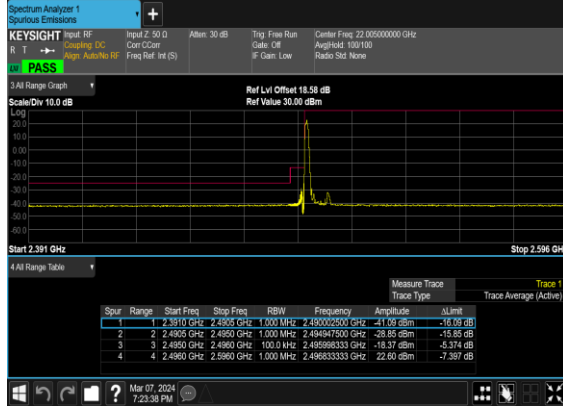 Spectrum Analyzer 1
Spurious Emissions
+
KEYSIGHT Input: RF Input Z: 50 Ω Atten: 30 dB Trig: Free Run Center Freq: 22.005000000 GHz
R T Coupling: DC Corr CCorr Gate: Off Avg|Hold: 100/100
Align: Auto/No RF Freq Ref: Int (S) IF Gain: Low Radio Std: None
PASS
3 All Range Graph
Ref Lvl Offset 18.58 dB
Scale/Div 10.0 dB Ref Value 30.00 dBm
Log
20.0
10.0
0.00
-10.0
-20.0
-30.0
-40.0
-50.0
-60.0
Start 2.391 GHz Stop 2.596 GH
4 All Range Table
Measure Trace Trace 1
Trace Type Trace Average (Active)
Spur Range Start Freq Stop Freq RBW Frequency Amplitude ΔLimit
1 1 2.3910 GHz 2.4905 GHz 1.000 MHz 2.490002500 GHz -41.09 dBm -16.09 dB
2 2 2.4905 GHz 2.4950 GHz 1.000 MHz 2.494947500 GHz -28.85 dBm -15.85 dB
3 3 2.4950 GHz 2.4960 GHz 100.0 kHz 2.495998333 GHz -18.37 dBm -5.374 dB
4 4 2.4960 GHz 2.5960 GHz 1.000 MHz 2.496833333 GHz 22.60 dBm -7.397 dB
? Mar 07, 2024
7:23:38 PM